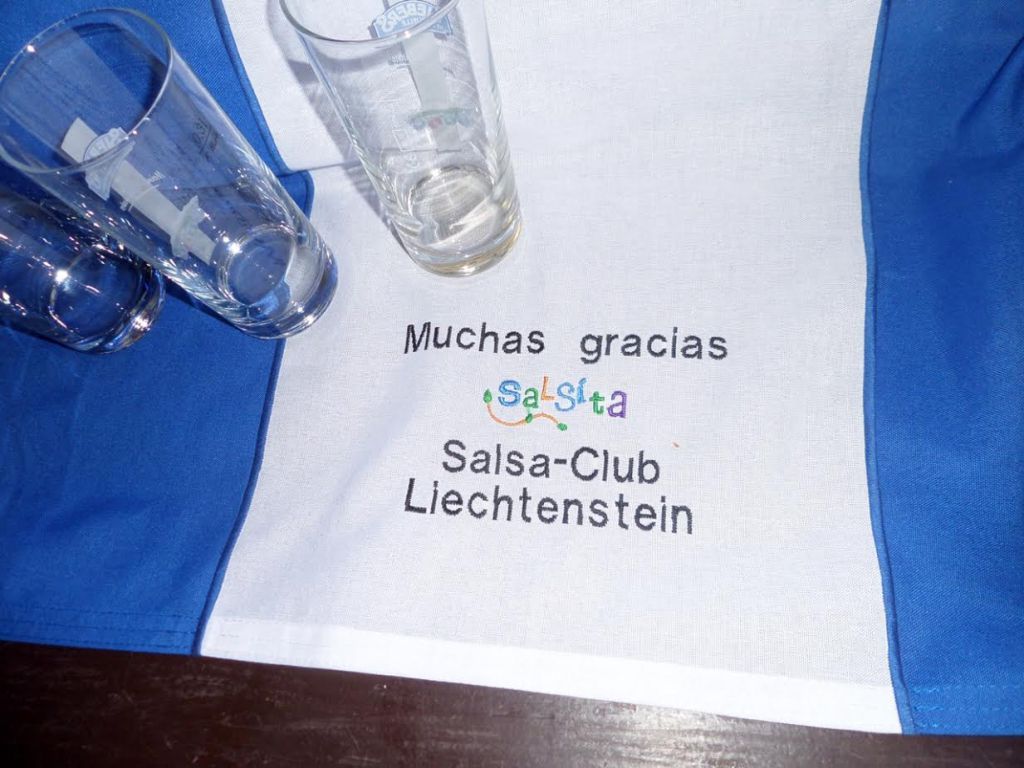 Muchas gracias
Salsita
Salsa-Club
Liechtenstein